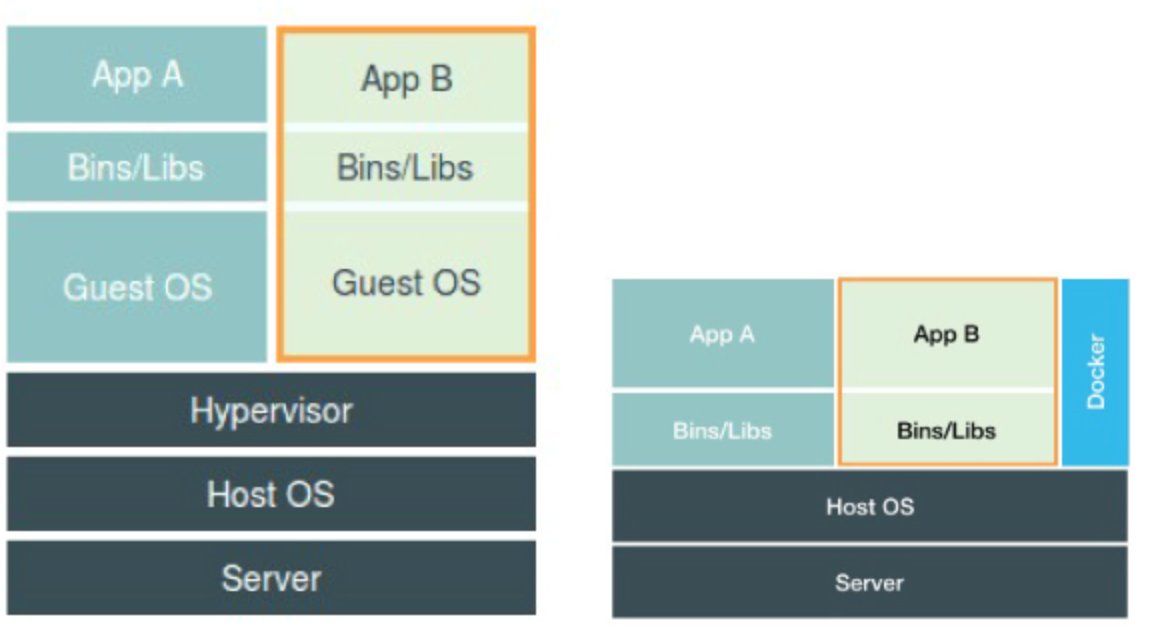 App A
App B
Bins/Libs
Bins/Libs
Guest OS
Guest OS
Hypervisor
Host OS
Server
App A
App B
Docker
Bins/Libs
Bins/Libs
Host OS
Server